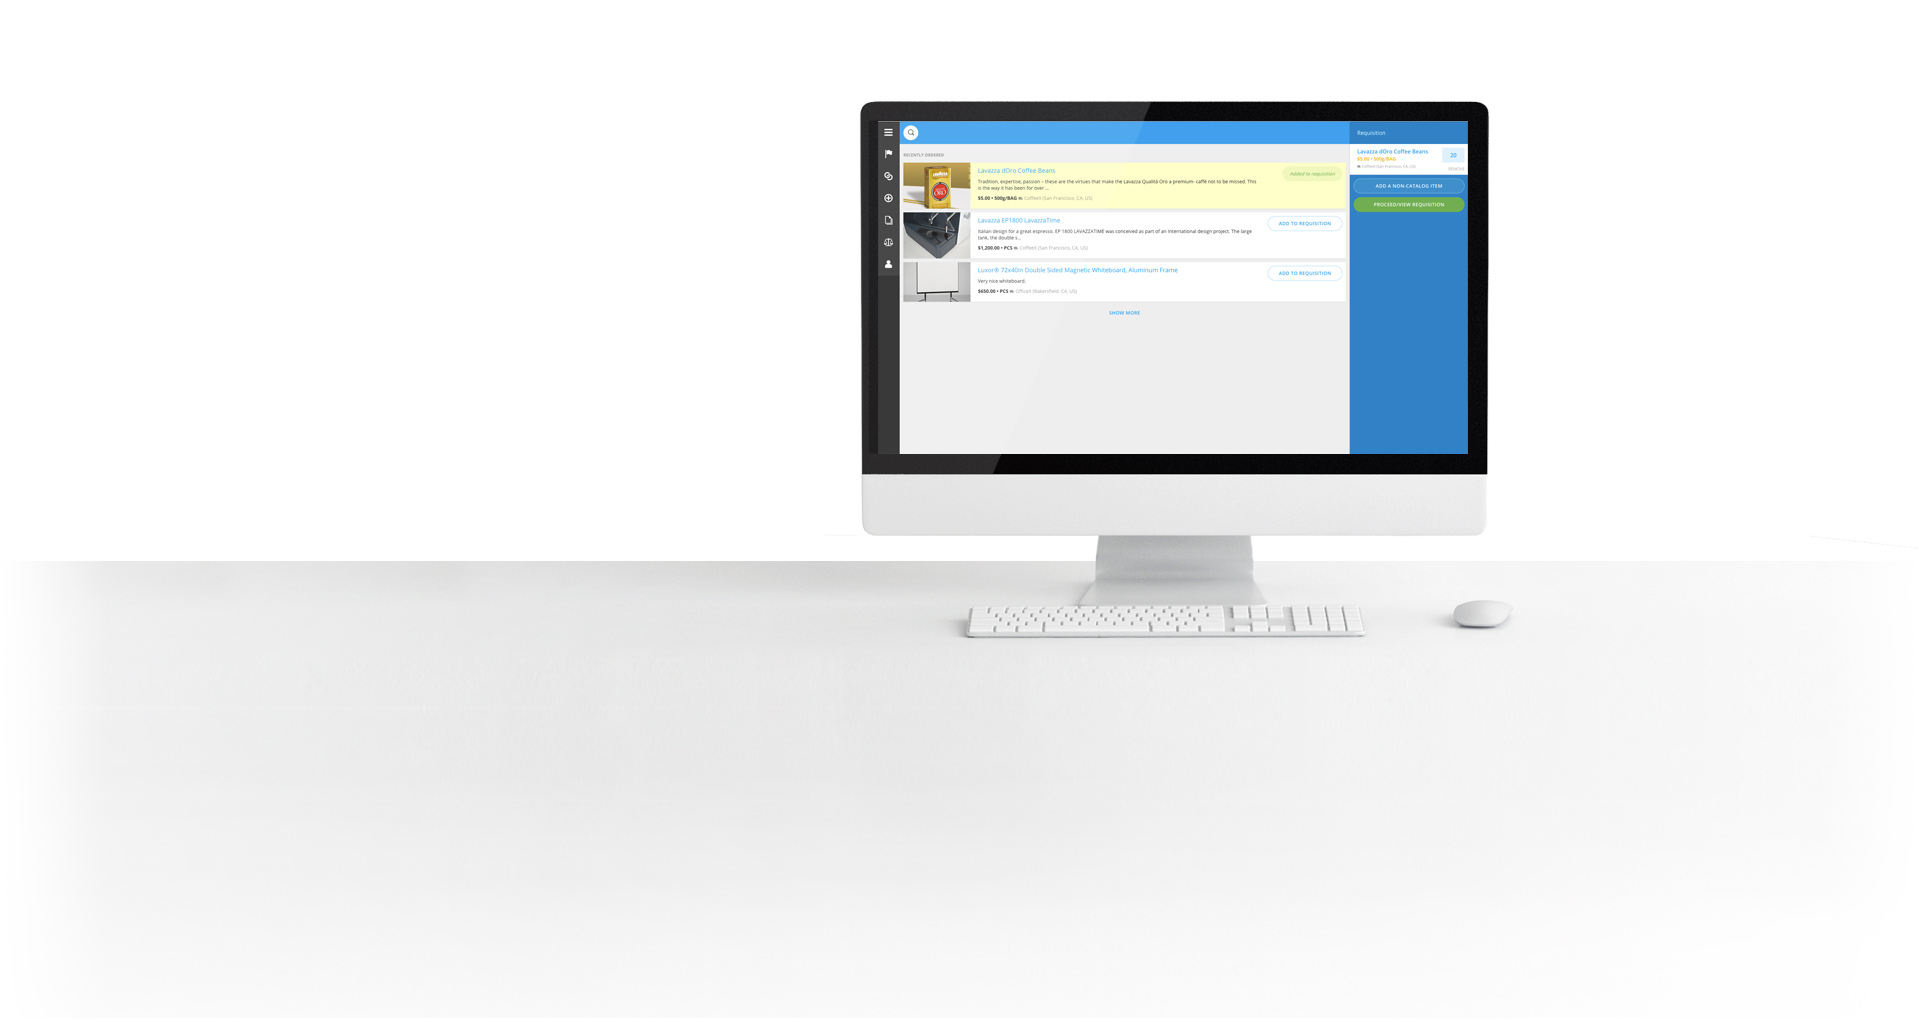 Requisition
RECENTLY ORDERED
Lavazza dOro Coffee Beans
Tradition, expertise, passion – these are the virtues that make the Lavazza Qualità Oro a premium- caffè not to be missed. This
is the way it has been for over ...
$5.00 • 500g/BAG in Coffeeti (San Francisco, CA, US)
Added to requisition!
Lavazza EP1800 LavazzaTime
Italian design for a great espresso. EP 1800 LAVAZZATIME was conceived as part of an international design project. The large
tank, the double s...
$1,200.00 • PCS in Coffeeti (San Francisco, CA, US)
ADD TO REQUISITION
Luxor® 72x40in Double Sided Magnetic Whiteboard, Aluminum Frame
Very nice whiteboard.
$650.00 • PCS (Bakersfield, CA, US)
ADD TO REQUISITION
SHOW MORE
Lavazza dOro Coffee Beans
$5.00 • 500g/BAG
(San Francisco, CA, US)
20
REMOVE
ADD A NON-CATALOG ITEM
PROCEED/VIEW REQUISITION
LAVAZZA
ORO